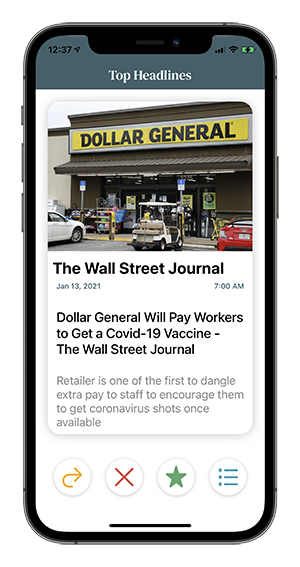 12:37
Top Headlines
DOLLAR GENERAL
The Wall Street Journal
Jan 13, 2021 7:00 AM
Dollar General Will Pay Workers
to Get a Covid-19 Vaccine -
The Wall Street Journal
Retailer is one of the first to dangle
extra pay to staff to encourage them
to get coronavirus shots once
available